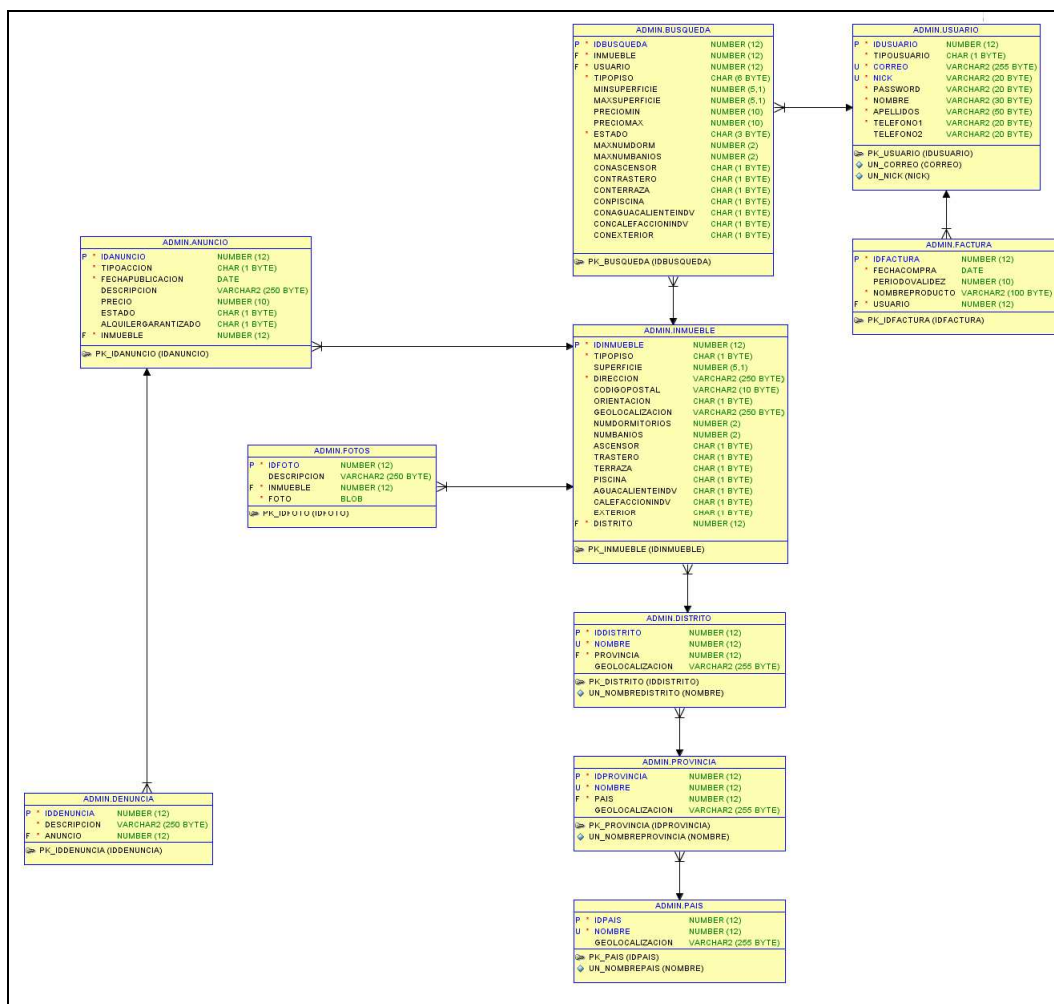 ADMIN.BUSQUEDA
P * IDBUSQUEDA NUMBER (12)
F * INMUEBLE NUMBER (12)
F * USUARIO NUMBER (12)
* TIPOPISO CHAR (6 BYTE)
MINSUPERFICIE NUMBER (5,1)
MAXSUPERFICIE NUMBER (5,1)
PRECIOMIN NUMBER (10)
PRECIOMAX NUMBER (10)
* ESTADO CHAR (3 BYTE)
MAXNUMDORM NUMBER (2)
MAXNUMBANIOS NUMBER (2)
CONASCENSOR CHAR (1 BYTE)
CONTRASTERO CHAR (1 BYTE)
CONTERRAZA CHAR (1 BYTE)
CONPISCINA CHAR (1 BYTE)
CONAGUACALIENTEINDV CHAR (1 BYTE)
CONCALEFACCIONINDV CHAR (1 BYTE)
CONEXTERIOR CHAR (1 BYTE)
PK_BUSQUEDA (IDBUSQUEDA)
ADMIN.USUARIO
P * IDUSUARIO NUMBER (12)
* TIPOUSUARIO CHAR (1 BYTE)
U * CORREO VARCHAR2 (255 BYTE)
U * NICK VARCHAR2 (20 BYTE)
* PASSWORD VARCHAR2 (20 BYTE)
* NOMBRE VARCHAR2 (30 BYTE)
* APELLIDOS VARCHAR2 (50 BYTE)
* TELEFONO1 VARCHAR2 (20 BYTE)
TELEFONO2 VARCHAR2 (20 BYTE)
PK_USUARIO (IDUSUARIO)
UN_CORREO (CORREO)
UN_NICK (NICK)
ADMIN.ANUNCIO
P * IDANUNCIO NUMBER (12)
* TIPOACCION CHAR (1 BYTE)
* FECHAPUBLICACION DATE
DESCRIPCION VARCHAR2 (250 BYTE)
PRECIO NUMBER (10)
ESTADO CHAR (1 BYTE)
ALQUILERGARANTIZADO CHAR (1 BYTE)
F * INMUEBLE NUMBER (12)
PK_IDANUNCIO (IDANUNCIO)
ADMIN.FACTURA
P * IDFACTURA NUMBER (12)
* FECHACOMPRA DATE
PERIODOVALIDEZ NUMBER (10)
* NOMBREPRODUCTO VARCHAR2 (100 BYTE)
F * USUARIO NUMBER (12)
PK_IDFACTURA (IDFACTURA)
ADMIN.INMUEBLE
P * IDINMUEBLE NUMBER (12)
* TIPOPISO CHAR (1 BYTE)
SUPERFICIE NUMBER (5,1)
* DIRECCION VARCHAR2 (250 BYTE)
CODIGOPOSTAL VARCHAR2 (10 BYTE)
ORIENTACION CHAR (1 BYTE)
GEOLOCALIZACION VARCHAR2 (250 BYTE)
NUMDORMITORIOS NUMBER (2)
NUMBANIOS NUMBER (2)
ASCENSOR CHAR (1 BYTE)
TRASTERO CHAR (1 BYTE)
TERRAZA CHAR (1 BYTE)
PISCINA CHAR (1 BYTE)
AGUACALIENTEINDV CHAR (1 BYTE)
CALEFACCIONINDV CHAR (1 BYTE)
EXTERIOR CHAR (1 BYTE)
F * DISTRITO NUMBER (12)
PK_INMUEBLE (IDINMUEBLE)
ADMIN.FOTOS
P * IDFOTO NUMBER (12)
DESCRIPCION VARCHAR2 (250 BYTE)
F * INMUEBLE NUMBER (12)
* FOTO BLOB
PK_IDFOTO (IDFOTO)
ADMIN.DISTRITO
P * IDDISTRITO NUMBER (12)
U * NOMBRE NUMBER (12)
F * PROVINCIA NUMBER (12)
GEOLOCALIZACION VARCHAR2 (255 BYTE)
PK_DISTRITO (IDDISTRITO)
UN_NOMBREDISTRITO (NOMBRE)
ADMIN.PROVINCIA
P * IDPROVINCIA NUMBER (12)
U * NOMBRE NUMBER (12)
F * PAIS NUMBER (12)
GEOLOCALIZACION VARCHAR2 (255 BYTE)
PK_PROVINCIA (IDPROVINCIA)
UN_NOMBREPROVINCIA (NOMBRE)
ADMIN.DENUNCIA
P * IDDENUNCIA NUMBER (12)
* DESCRIPCION VARCHAR2 (250 BYTE)
F * ANUNCIO NUMBER (12)
PK_IDDENUNCIA (IDDENUNCIA)
ADMIN.PAIS
P * IDPAIS NUMBER (12)
U * NOMBRE NUMBER (12)
GEOLOCALIZACION VARCHAR2 (255 BYTE)
PK_PAIS (IDPAIS)
UN_NOMBREPAIS (NOMBRE)